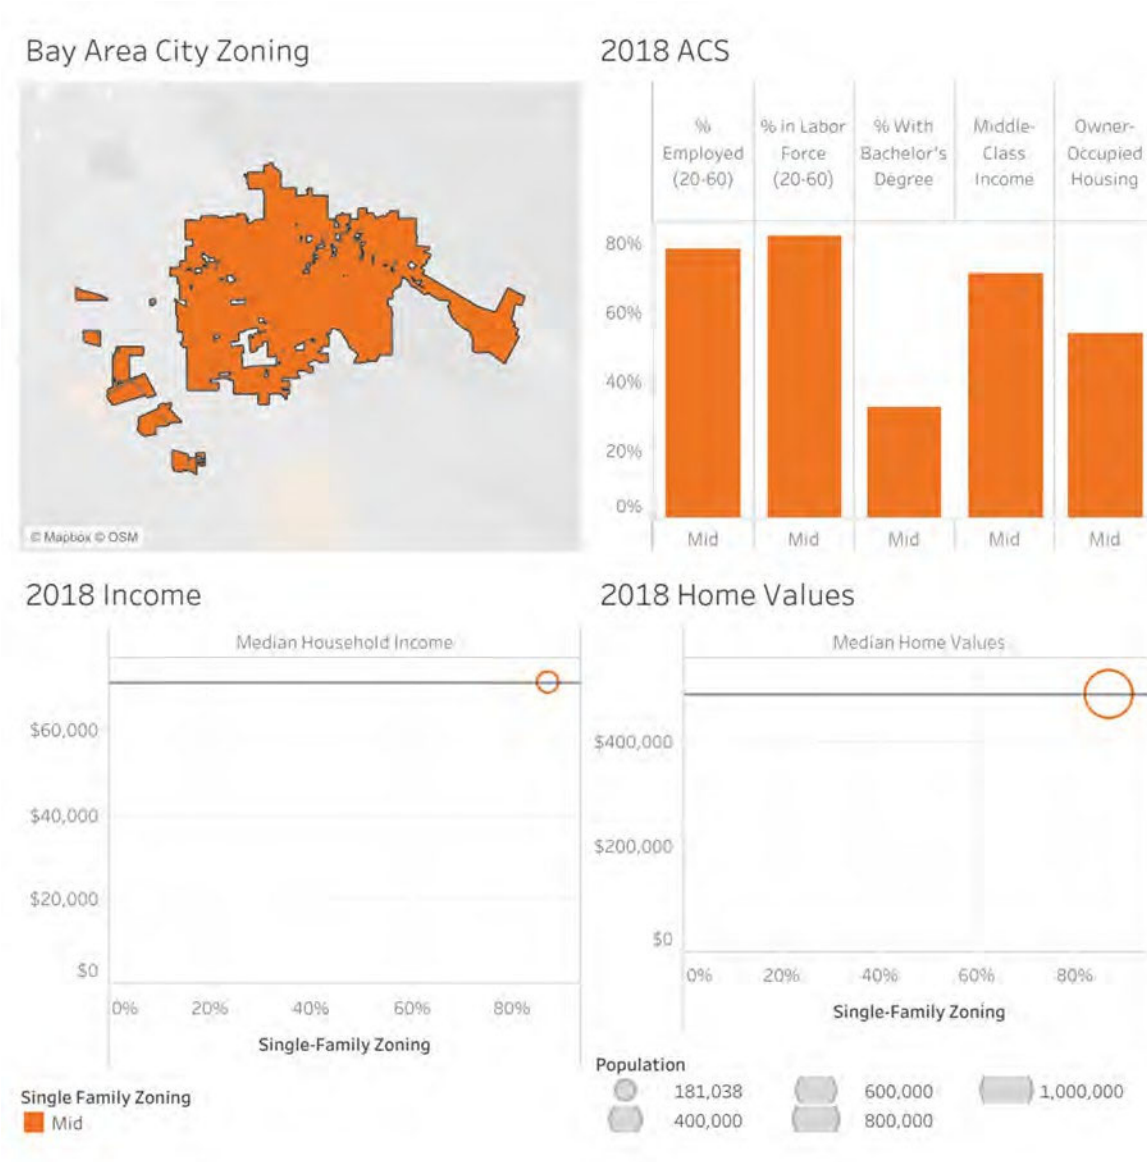 Bay Area City Zoning
© Mapbox © OSM
2018 ACS
%
Employed
(20-60)
% in Labor
Force
(20-60)
% With
Bachelor's
Degree
Middle-
Class
Income
Owner-
Occupied
Housing
80%
60%
40%
20%
0%
Mid
Mid
Mid
Mid
Mid
2018 Income
Median Household Income
$60,000
$40,000
$20,000
$0
0%
20%
40%
60%
80%
Single-Family Zoning
2018 Home Values
Median Home Values
$400,000
$200,000
$0
0%
20%
40%
60%
80%
Single-Family Zoning
Single Family Zoning
Mid
Population
181,038
400,000
600,000
800,000
1,000,000